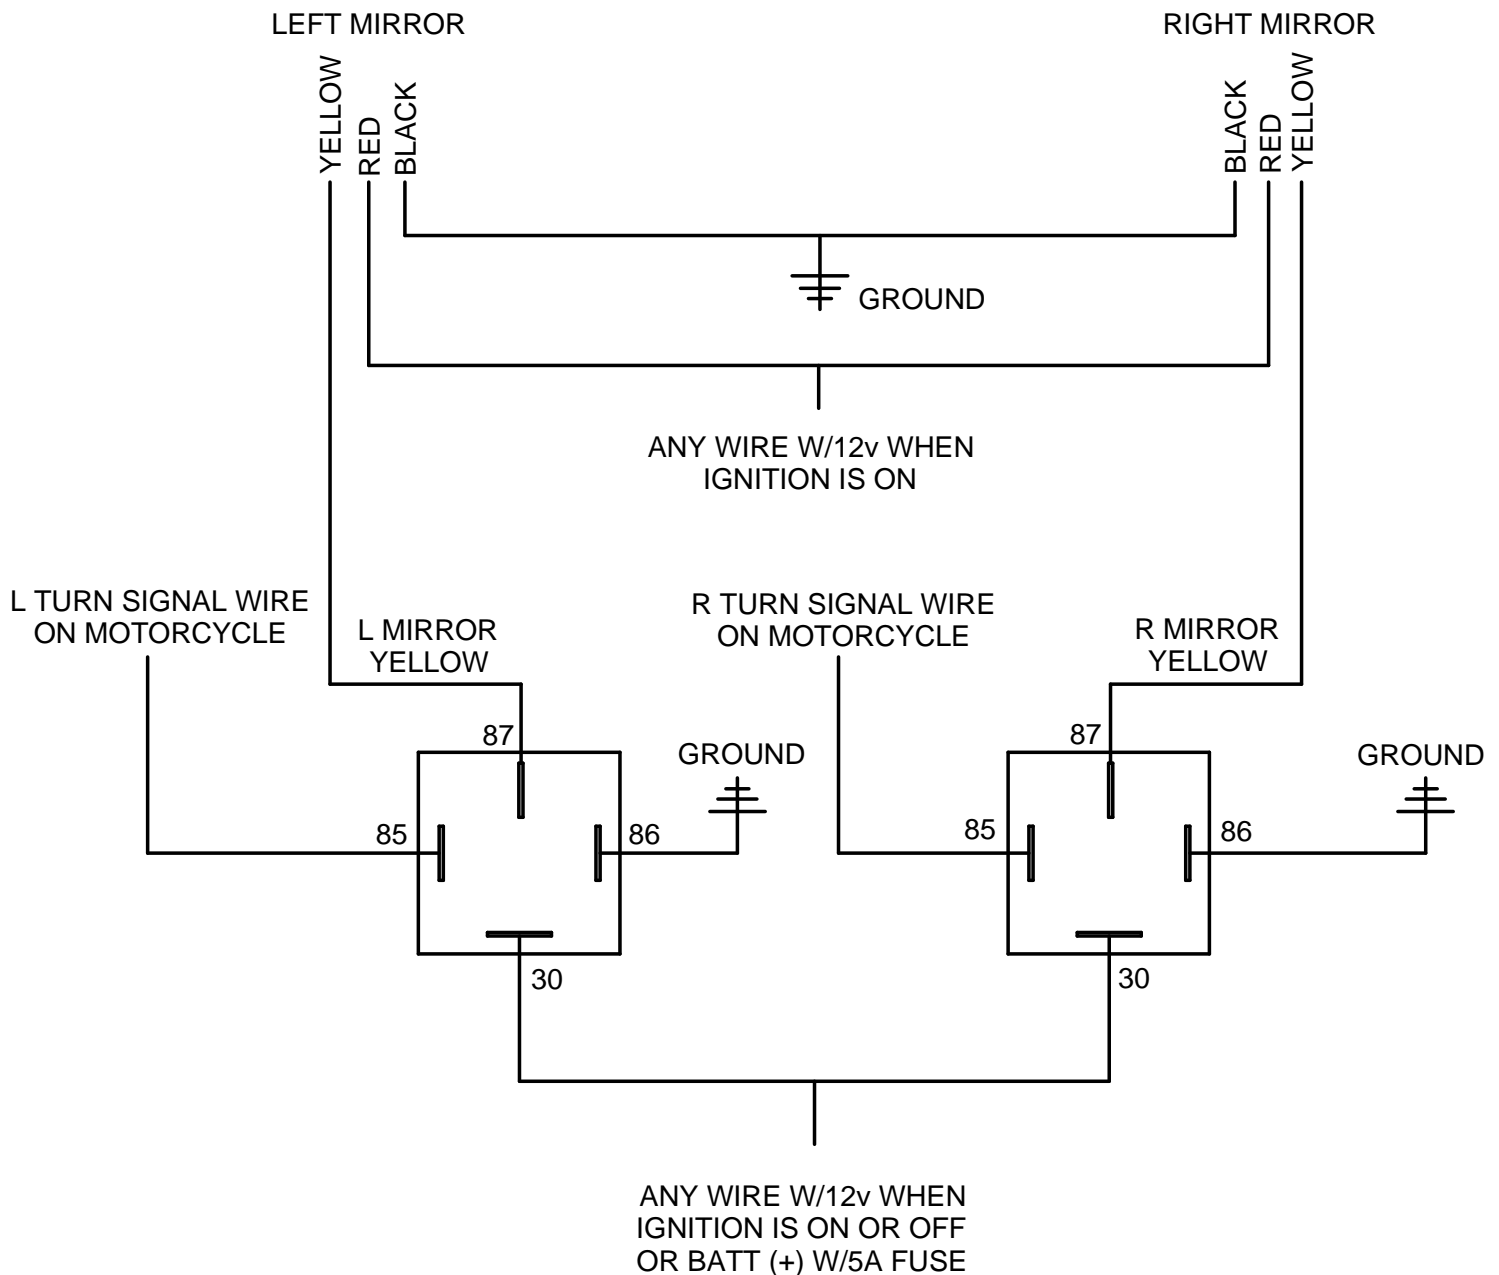 LEFT MIRROR
RIGHT MIRROR
YELLOW
RED
BLACK
BLACK
RED
YELLOW
GROUND
ANY WIRE W/12v WHEN
IGNITION IS ON
L TURN SIGNAL WIRE
ON MOTORCYCLE
L MIRROR
YELLOW
R TURN SIGNAL WIRE
ON MOTORCYCLE
R MIRROR
YELLOW
87
GROUND
87
GROUND
85
86
85
86
30
30
ANY WIRE W/12v WHEN
IGNITION IS ON OR OFF
OR BATT (+) W/5A FUSE